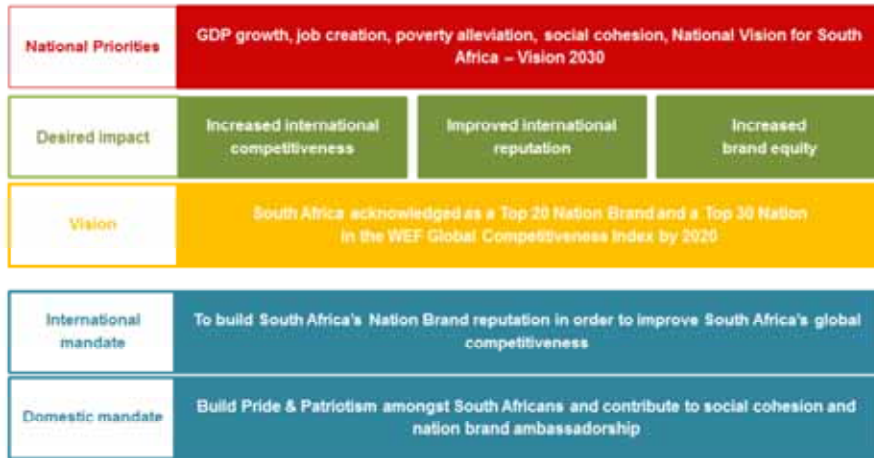 National Priorities
GDP growth, job creation, poverty alleviation, social cohesion, National Vision for South
Africa – Vision 2030
Desired impact
Increased international
competitiveness
Improved international
reputation
Increased
brand equity
Vision
South Africa acknowledged as a Top 20 Nation Brand and a Top 30 Nation
in the WEF Global Competitiveness Index by 2020
International
mandate
To build South Africa's Nation Brand reputation in order to improve South Africa's global
competitiveness
Domestic mandate
Build Pride & Patriotism amongst South Africans and contribute to social cohesion and
nation brand ambassadorship